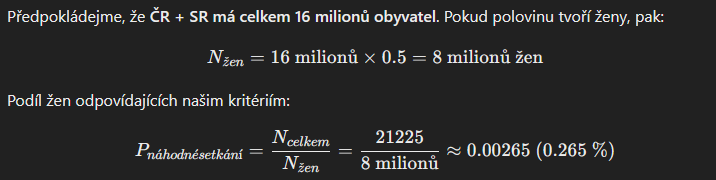 Předpokládejme, že ČR + SR má celkem 16 milionů obyvatel. Pokud polovinu tvoří ženy, pak:
N_žen = 16 milionů × 0.5 = 8 milionů žen
Podíl žen odpovídajících našim kritériím:
P_náhodnésetkání = N_celkem / N_žen = 21225 / 8 milionů ≈ 0.00265 (0.265 %)